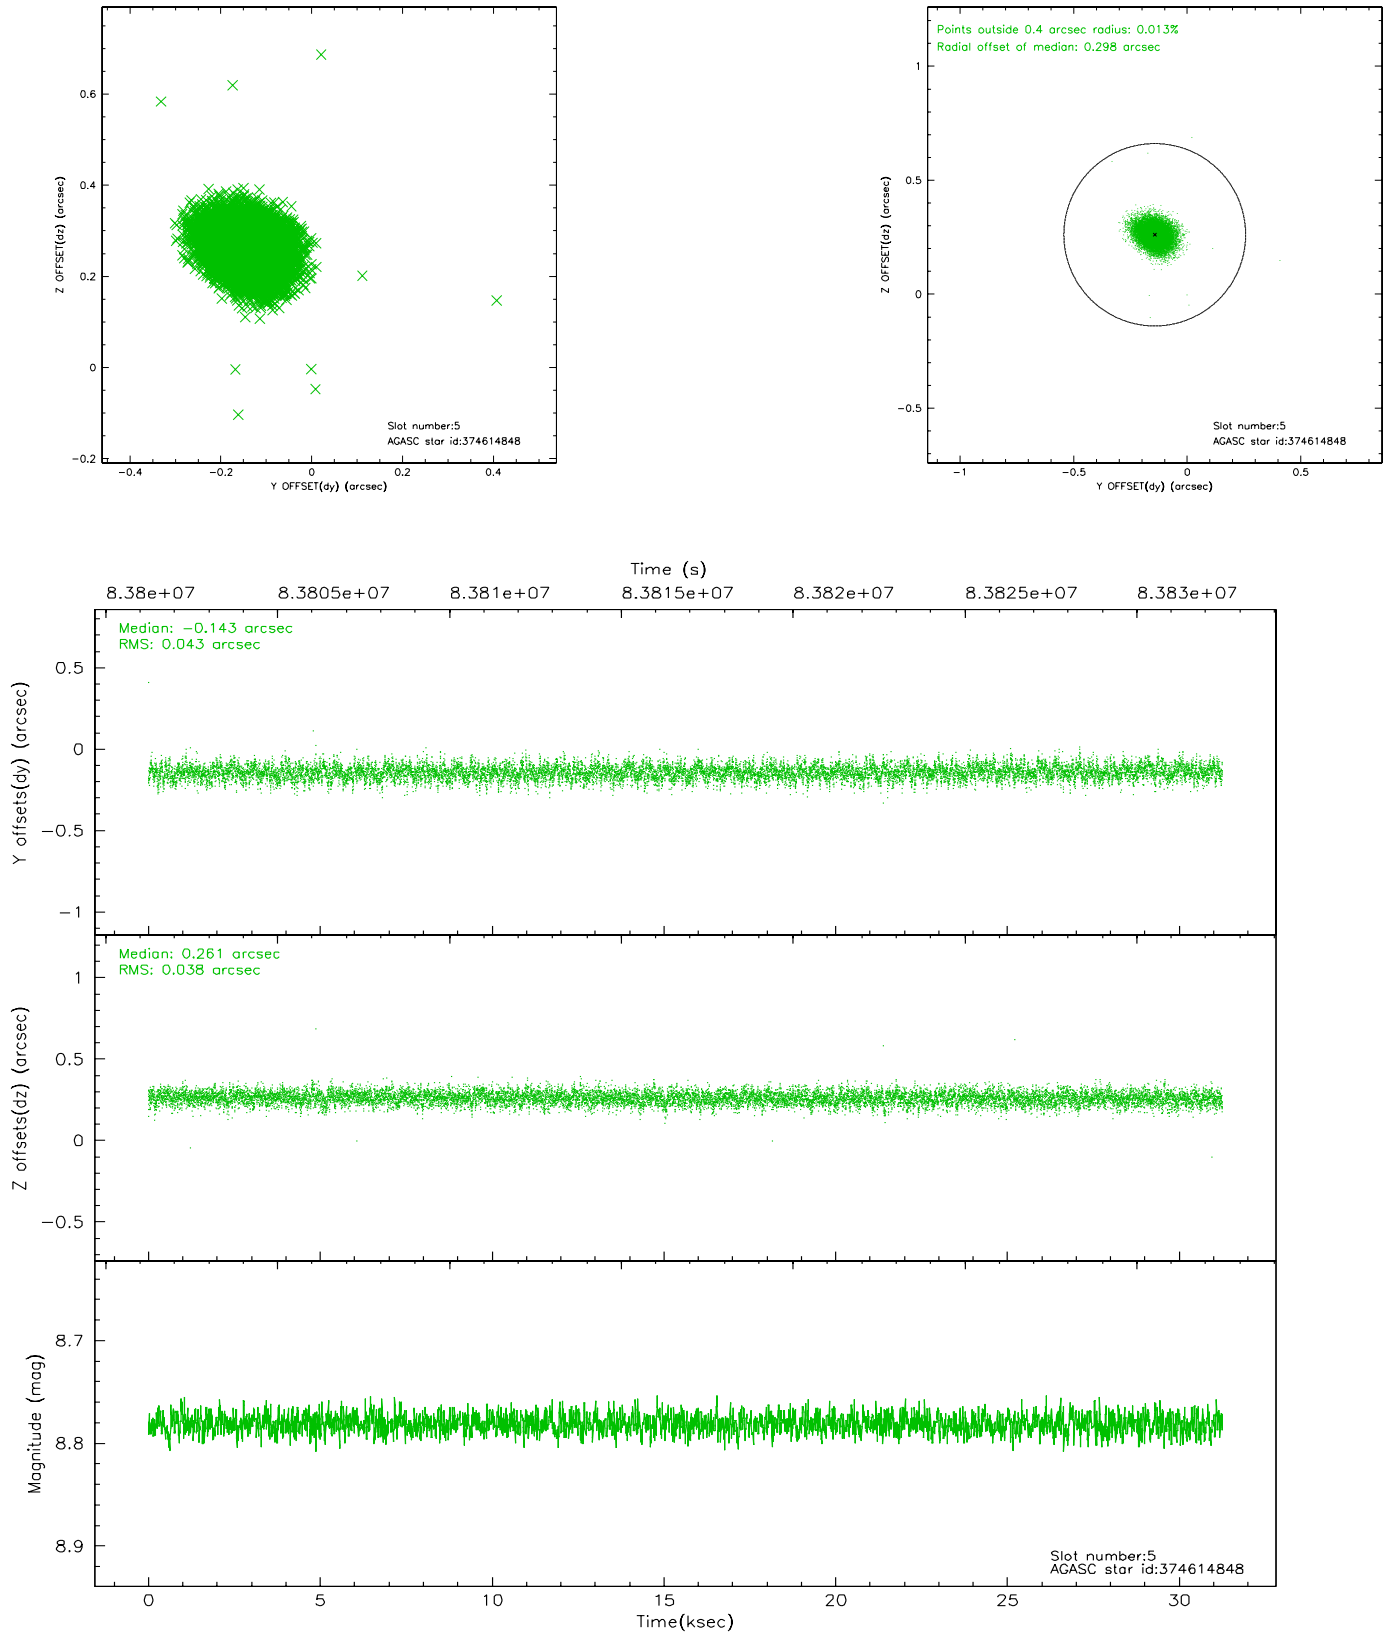 0.6
0.4
0.2
0
-0.2
-0.4
-0.2
0
0.2
0.4
Z OFFSET(dz) (arcsec)
Y OFFSET(dy) (arcsec)
Slot number:5
AGASC star id:374614848
Points outside 0.4 arcsec radius: 0.013%
Radial offset of median: 0.298 arcsec
1
0.5
0
-0.5
-1
-0.5
0
0.5
Z OFFSET(dz) (arcsec)
Y OFFSET(dy) (arcsec)
Slot number:5
AGASC star id:374614848
Time (s)
8.38e+07 8.3805e+07 8.381e+07 8.3815e+07 8.382e+07 8.3825e+07 8.383e+07
Median: -0.143 arcsec
RMS: 0.043 arcsec
0.5
0
-0.5
-1
Y offsets(dy) (arcsec)
Median: 0.261 arcsec
RMS: 0.038 arcsec
1
0.5
0
-0.5
Z offsets(dz) (arcsec)
8.7
8.8
8.9
Magnitude (mag)
Slot number:5
AGASC star id:374614848
0 5 10 15 20 25 30
Time(ksec)